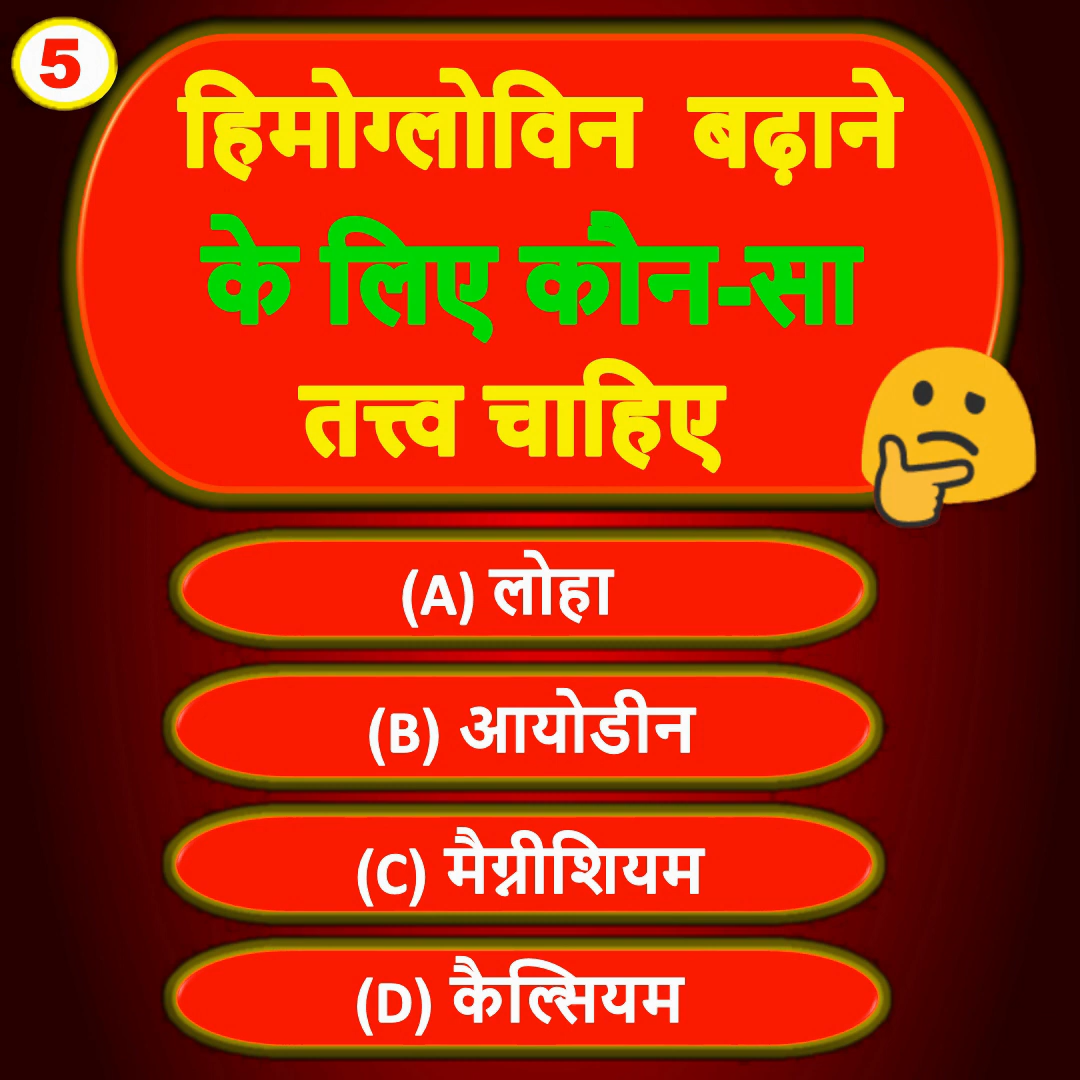 5
हिमोग्लोविन बढ़ाने
के लिए कौन-सा
तत्त्व चाहिए
(A) लोहा
(B) आयोडीन
(C) मैग्नीशियम
(D) कैल्सियम